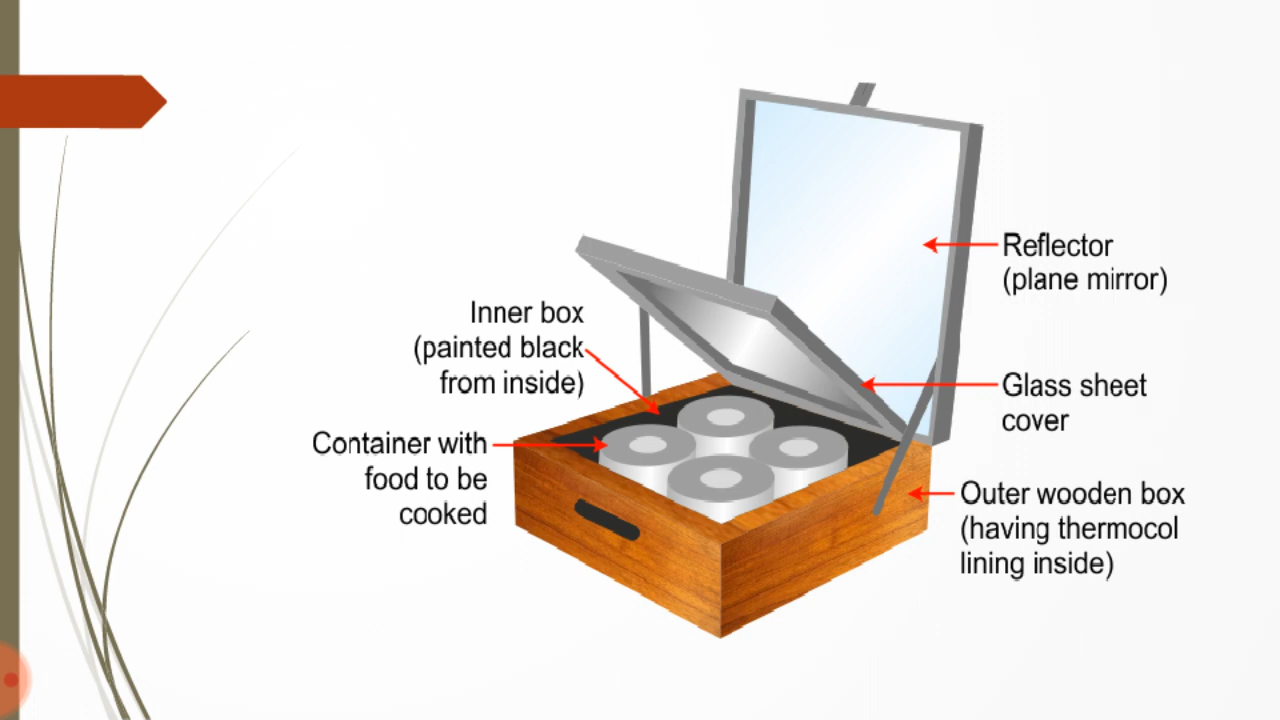 Reflector
(plane mirror)
Inner box
(painted black
from inside)
Glass sheet
cover
Container with
food to be
cooked
Outer wooden box
(having thermocol
lining inside)